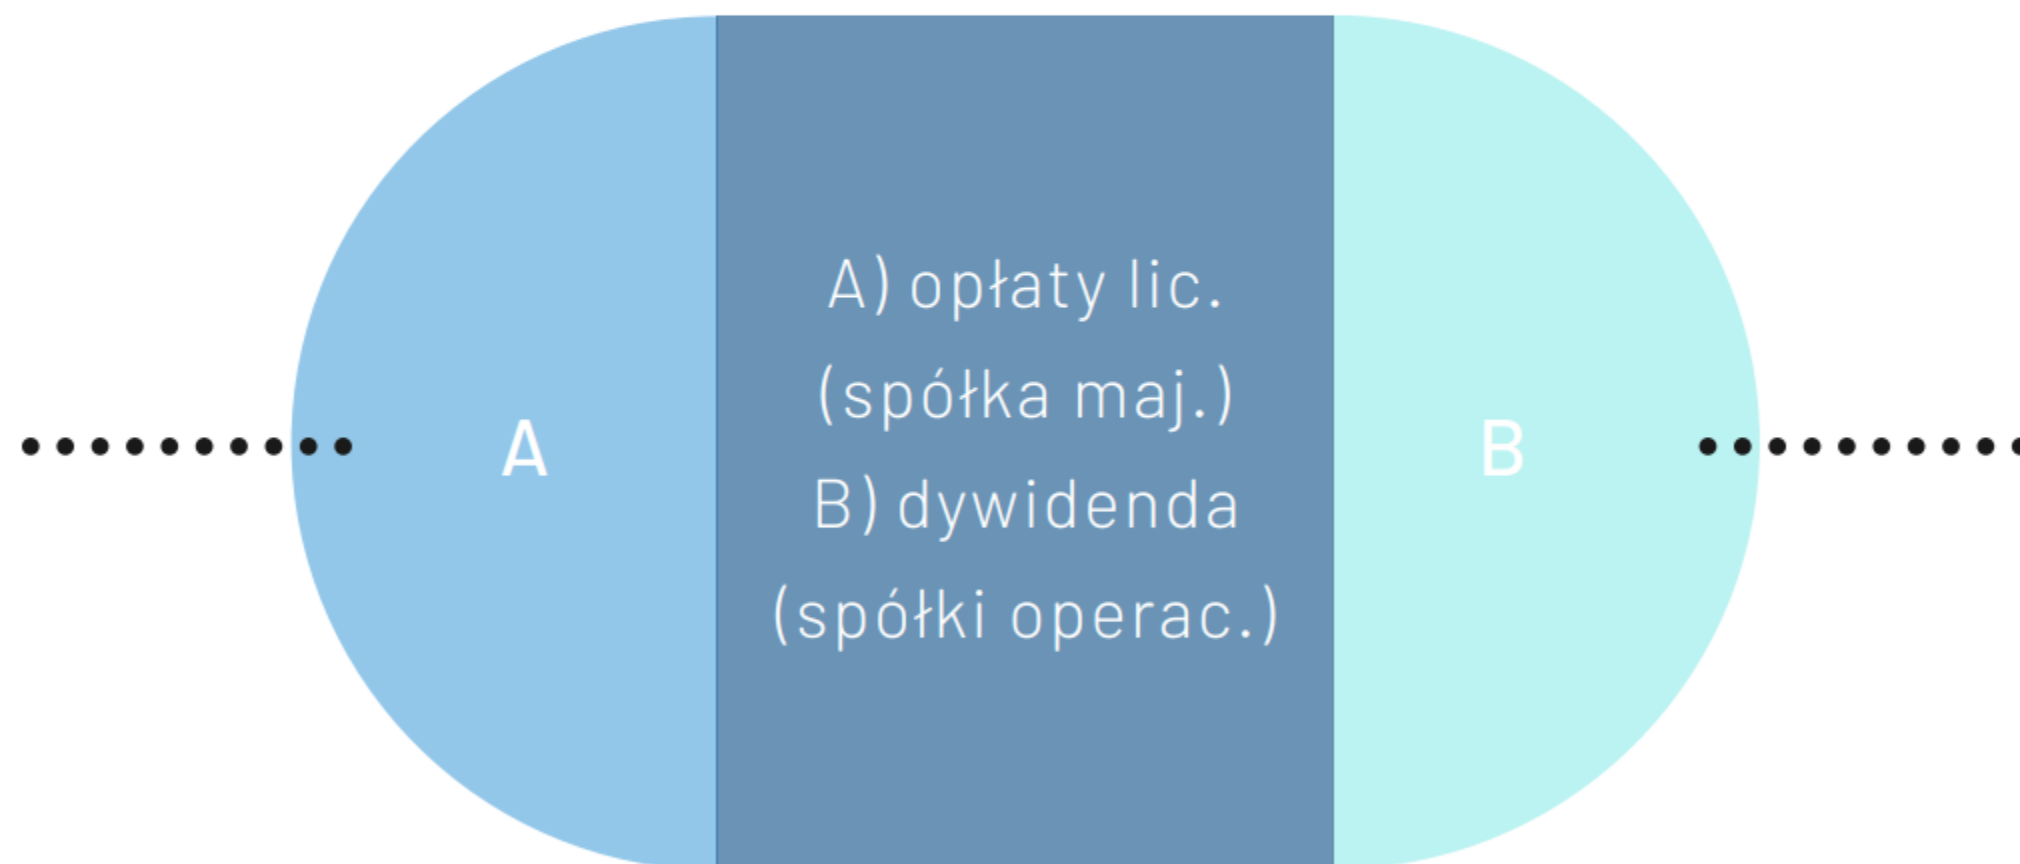 A) opłaty lic.
(spółka maj.)
A
B
B) dywidenda
(spółki operac.)